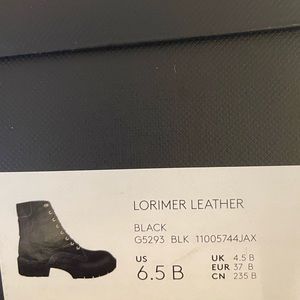 LORIMER LEATHER
BLACK
G5293 BLK 11005744JAX
US 6.5 B
UK 4.5 B
EUR 37 B
CN 235 B